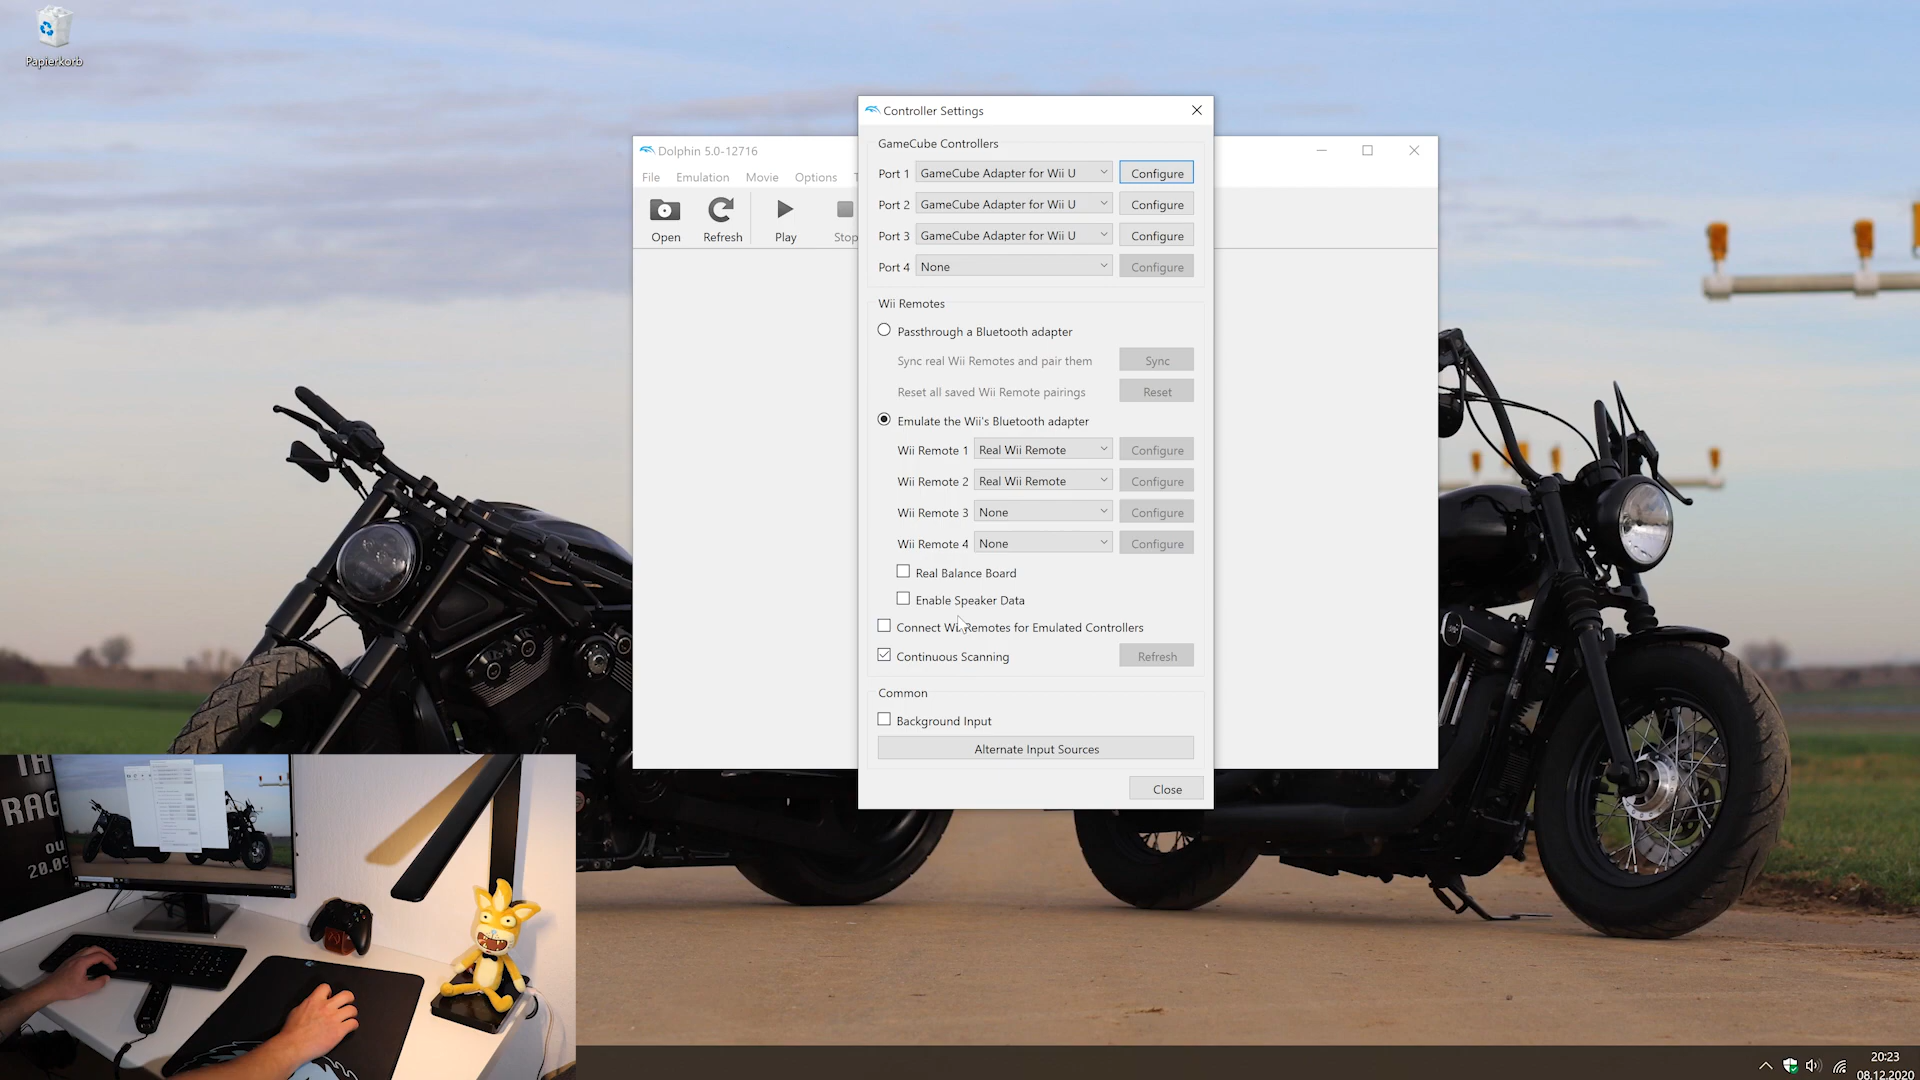 Papierkorb
Controller Settings
GameCube Controllers
Port 1 GameCube Adapter for Wii U Configure
Port 2 GameCube Adapter for Wii U Configure
Port 3 GameCube Adapter for Wii U Configure
Port 4 None Configure
Wii Remotes
Passthrough a Bluetooth adapter
Sync real Wii Remotes and pair them Sync
Reset all saved Wii Remote pairings Reset
Emulate the Wii's Bluetooth adapter
Wii Remote 1 Real Wii Remote Configure
Wii Remote 2 Real Wii Remote Configure
Wii Remote 3 None Configure
Wii Remote 4 None Configure
Real Balance Board
Enable Speaker Data
Connect Wii Remotes for Emulated Controllers
Continuous Scanning Refresh
Common
Background Input
Alternate Input Sources
Close
Dolphin 5.0-12716
File Emulation Movie Options
Open Refresh Play Stop
RAG
20.09
20:23
08.12.2020